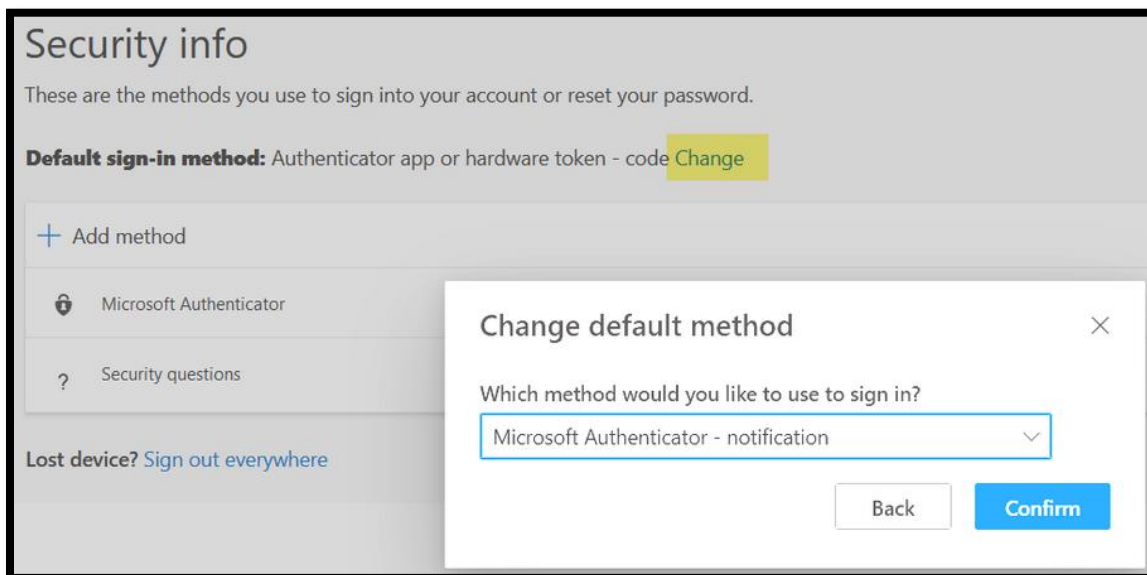 Security info
These are the methods you use to sign into your account or reset your password.
Default sign-in method: Authenticator app or hardware token - code Change
Add method
Microsoft Authenticator
? Security questions
Lost device? Sign out everywhere
Change default method
Which method would you like to use to sign in?
Microsoft Authenticator - notification
Back Confirm